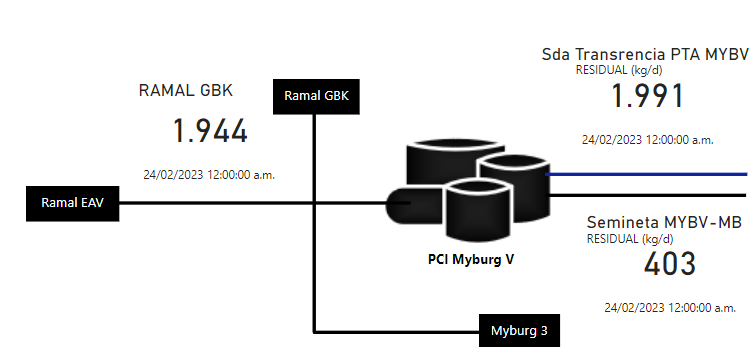 Sda Transrencia PTA MYBV
RESIDUAL (kg/d)
1.991
24/02/2023 12:00:00 a.m.
RAMAL GBK
1.944
24/02/2023 12:00:00 a.m.
Ramal GBK
Ramal EAV
PCI Myburg V
Semineta MYBV-MB
RESIDUAL (kg/d)
403
24/02/2023 12:00:00 a.m.
Myburg 3